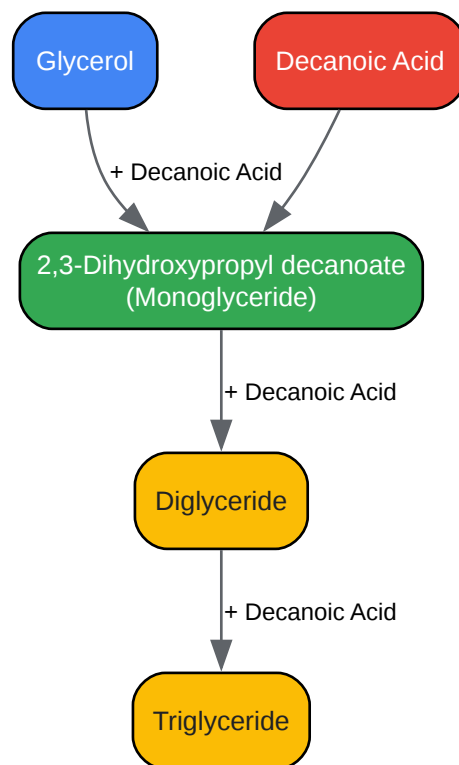 Glycerol
Decanoic Acid
+ Decanoic Acid
2,3-Dihydroxypropyl decanoate
(Monoglyceride)
+ Decanoic Acid
Diglyceride
+ Decanoic Acid
Triglyceride